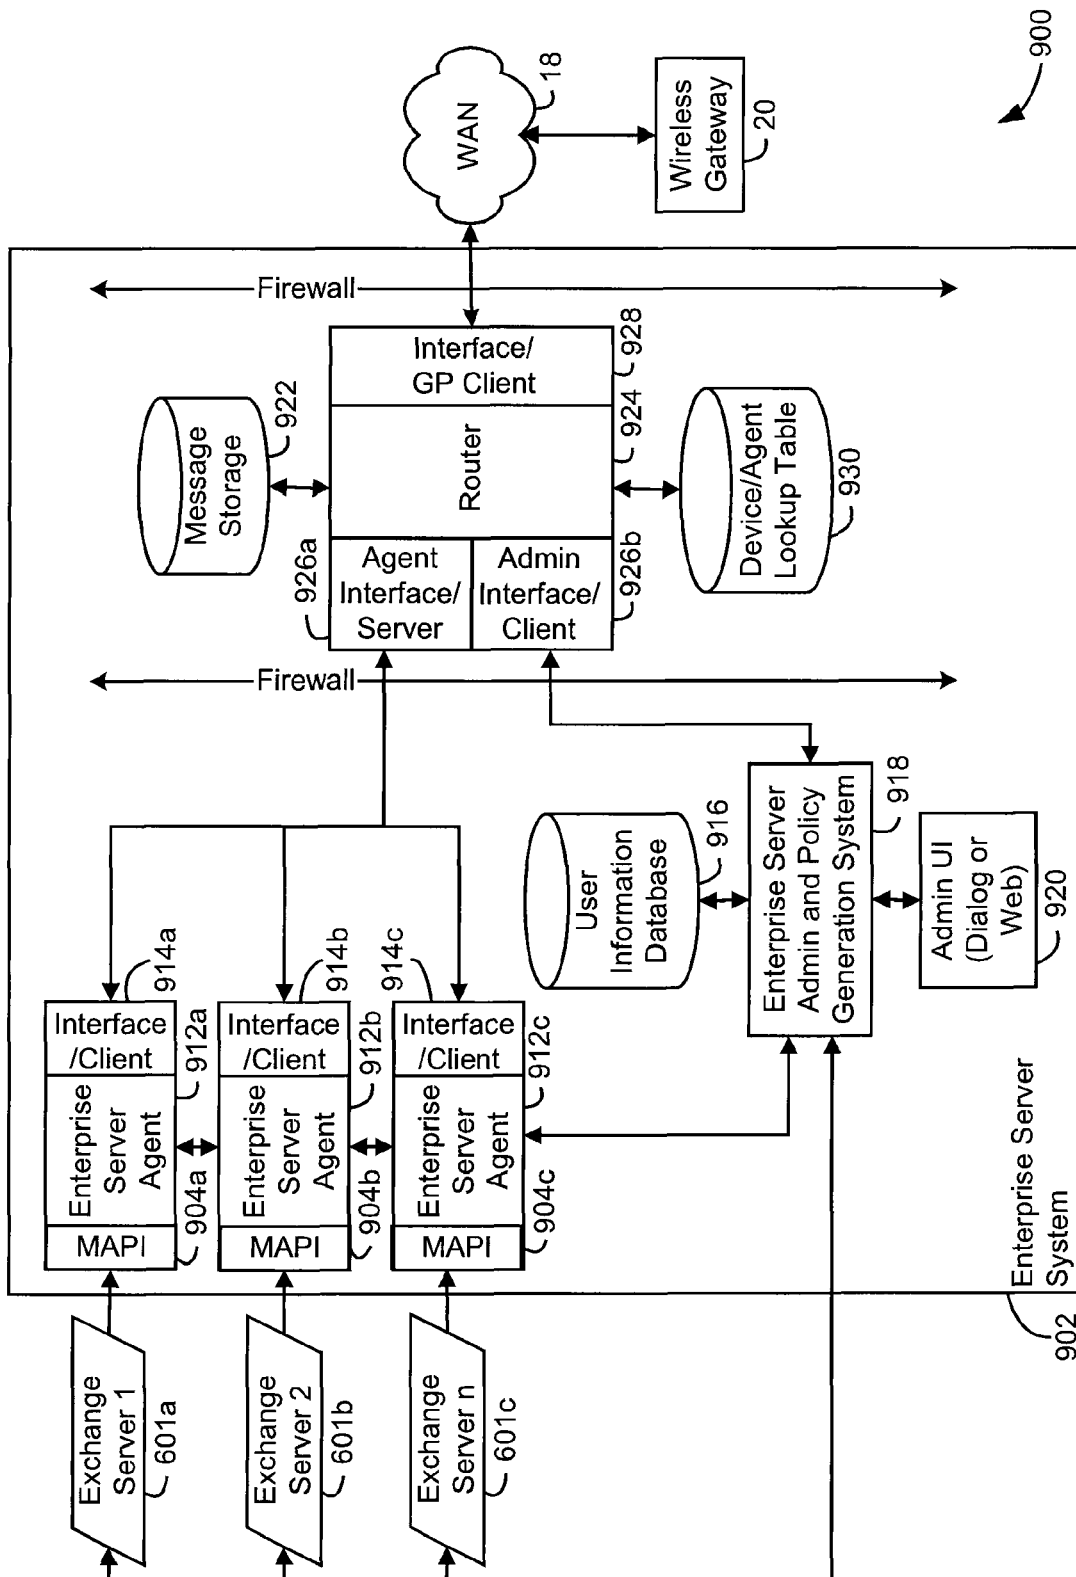 900
WAN
18
Wireless
Gateway
20
Firewall
Message
Storage
922
Interface/
GP Client
928
Router
924
Agent
Interface/
Server
926a
Admin
Interface/
Client
926b
Device/Agent
Lookup Table
930
Firewall
Interface
/Client
914a
Enterprise
Server
Agent
912a
MAPI
904a
Interface
/Client
914b
Enterprise
Server
Agent
912b
MAPI
904b
Interface
/Client
914c
Enterprise
Server
Agent
912c
MAPI
904c
User
Information
Database
916
Enterprise Server
Admin and Policy
Generation System
918
Admin UI
(Dialog or
Web)
920
Exchange
Server 1
601a
Exchange
Server 2
601b
Exchange
Server n
601c
Enterprise Server
System
902